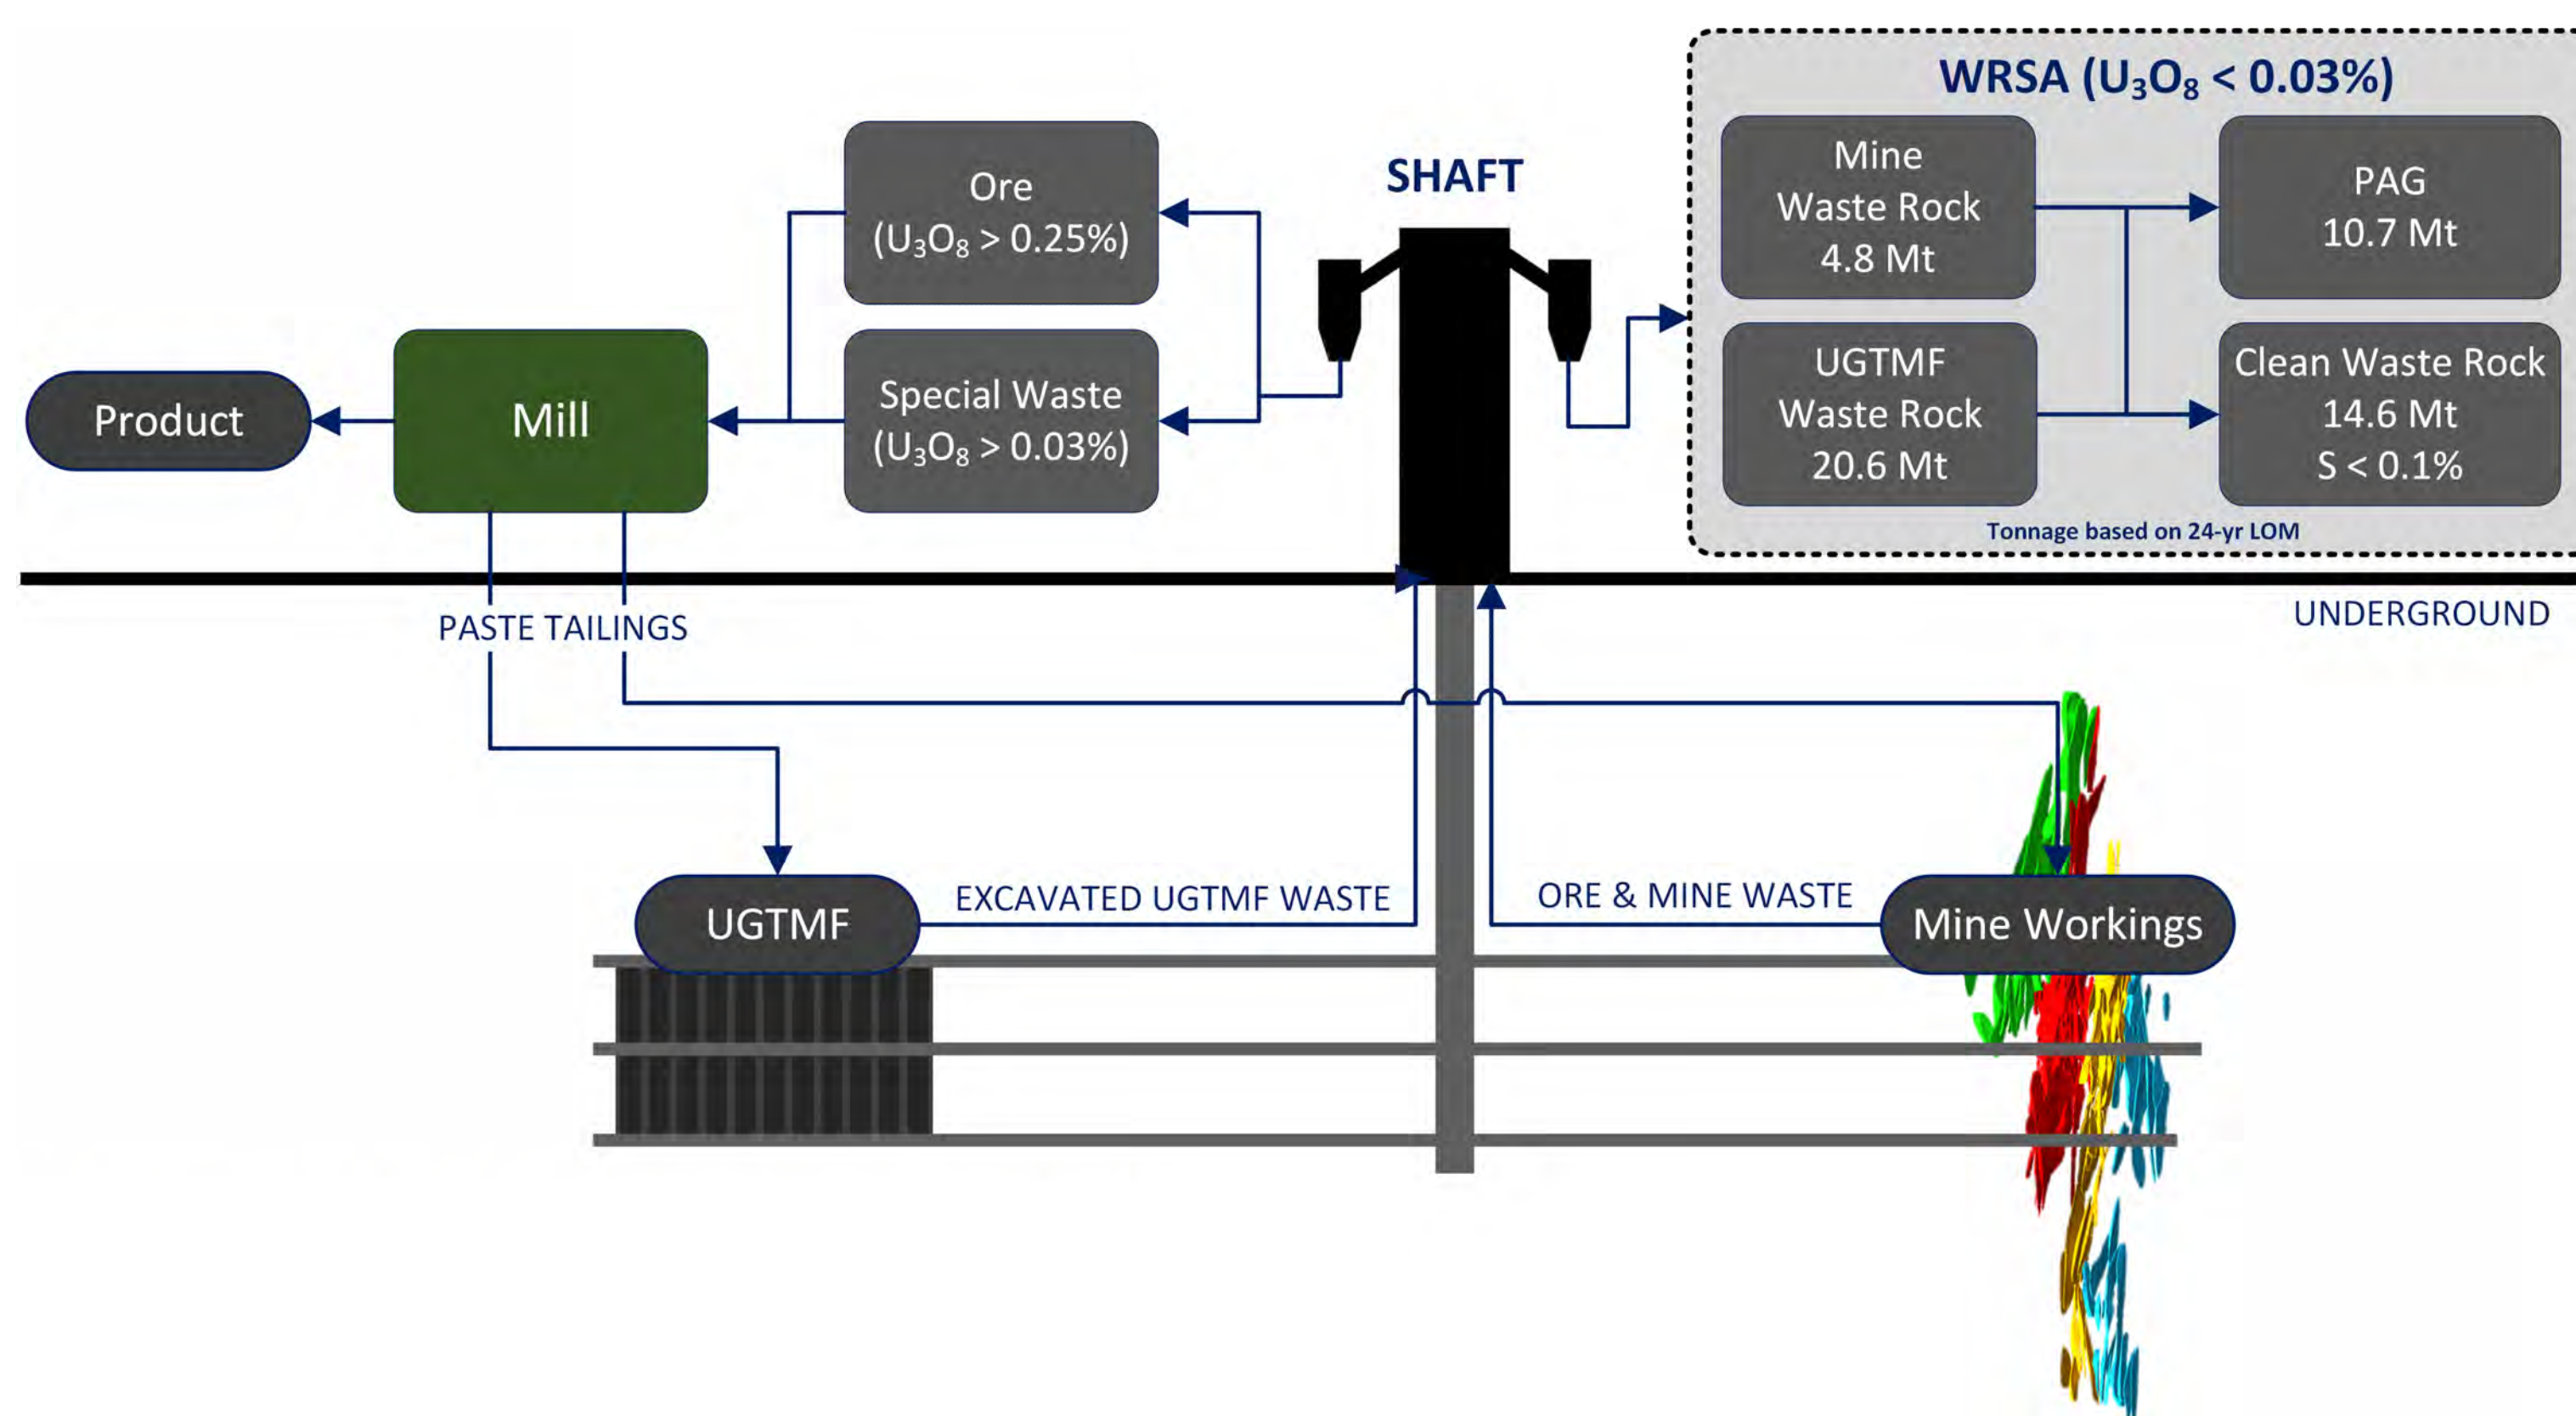 WRSA (U₃O₈ < 0.03%)
Mine
Waste Rock
4.8 Mt
PAG
10.7 Mt
UGTMF
Waste Rock
20.6 Mt
Clean Waste Rock
14.6 Mt
S < 0.1%
Tonnage based on 24-yr LOM
SHAFT
Ore
(U₃O₈ > 0.25%)
Special Waste
(U₃O₈ > 0.03%)
Mill
Product
PASTE TAILINGS
UNDERGROUND
UGTMF
EXCAVATED UGTMF WASTE
ORE & MINE WASTE
Mine Workings